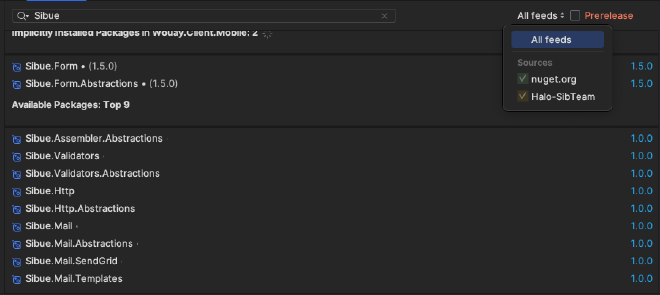 Sibue
All feeds
Prerelease
Implicitly Installed Packages in Woday.Client.Mobile: 2
All feeds
Sources
nuget.org
Halo-SibTeam
Sibue.Form • (1.5.0) 1.5.0
Sibue.Form.Abstractions • (1.5.0) 1.5.0
Available Packages: Top 9
Sibue.Assembler.Abstractions · 1.0.0
Sibue.Validators · 1.0.0
Sibue.Validators.Abstractions 1.0.0
Sibue.Http 1.0.0
Sibue.Http.Abstractions 1.0.0
Sibue.Mail · 1.0.0
Sibue.Mail.Abstractions · 1.0.0
Sibue.Mail.SendGrid · 1.0.0
Sibue.Mail.Templates 1.0.0